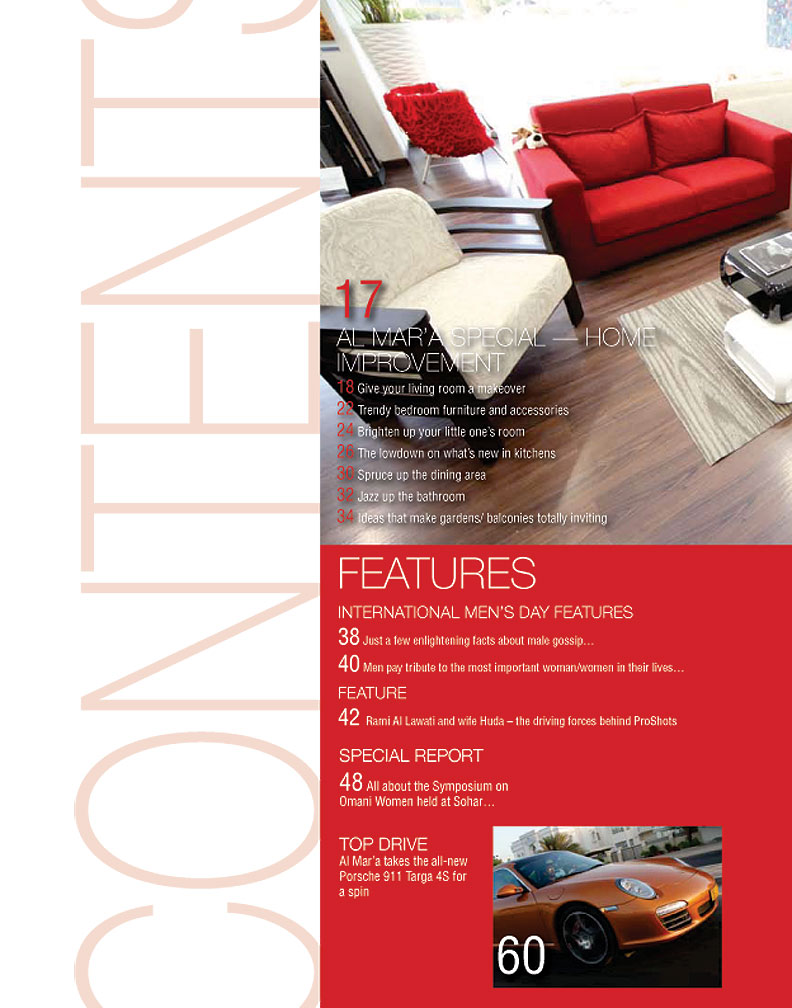 CONTENTS
17
AL MAR'A SPECIAL — HOME
IMPROVEMENT
18 Give your living room a makeover
22 Trendy bedroom furniture and accessories
24 Brighten up your little one's room
26 The lowdown on what's new in kitchens
30 Spruce up the dining area
32 Jazz up the bathroom
34 Ideas that make gardens/ balconies totally inviting
FEATURES
INTERNATIONAL MEN'S DAY FEATURES
38 Just a few enlightening facts about male gossip...
40 Men pay tribute to the most important woman/women in their lives...
FEATURE
42 Rami Al Lawati and wife Huda – the driving forces behind ProShots
SPECIAL REPORT
48 All about the Symposium on
Omani Women held at Sohar...
TOP DRIVE
Al Mar'a takes the all-new
Porsche 911 Targa 4S for
a spin
60